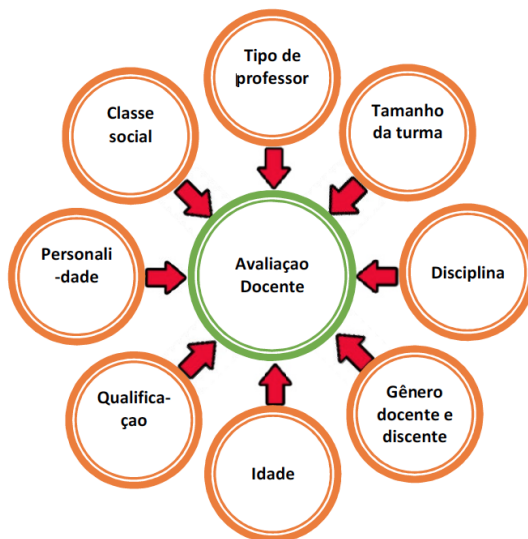 Tipo de
professor
Tamanho
da turma
Disciplina
Gênero
docente e
discente
Idade
Qualifica-
çao
Personali
-dade
Classe
social
Avaliaçao
Docente